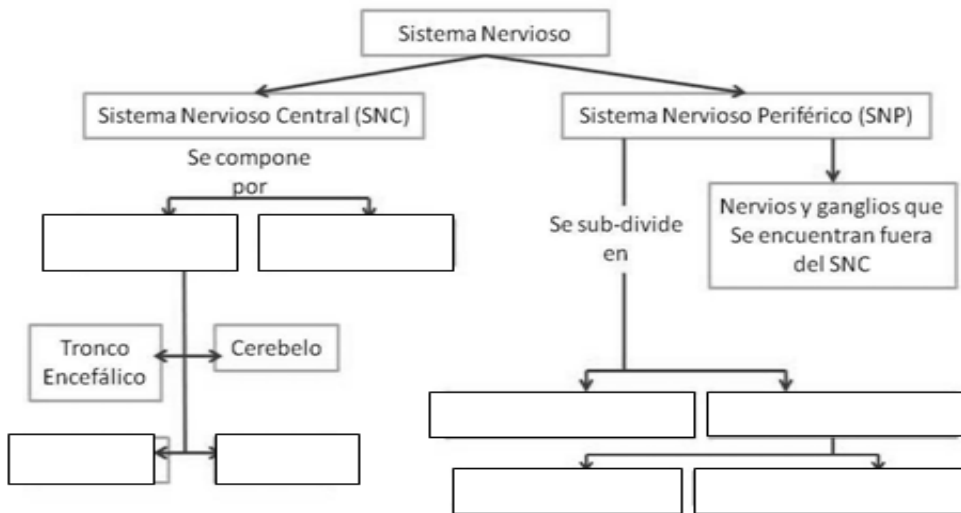 Sistema Nervioso
Sistema Nervioso Central (SNC)
Sistema Nervioso Periférico (SNP)
Se compone
por
Se sub-divide
en
Nervios y ganglios que
Se encuentran fuera
del SNC
Tronco
Encefálico
Cerebelo